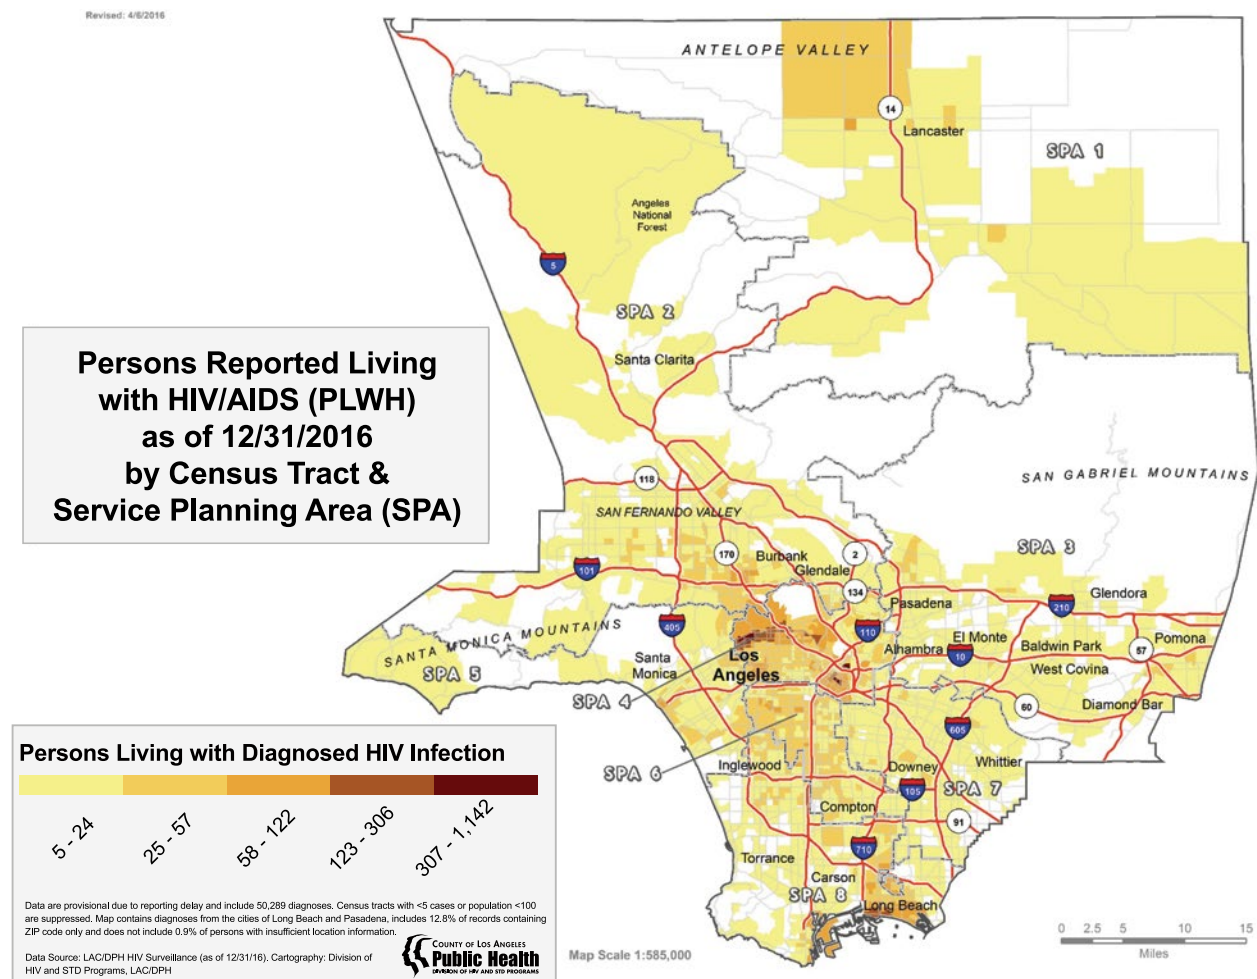 Revised: 4/6/2016
ANTELOPE VALLEY
14
Lancaster
SPA 1
Angeles
National
Forest
5
SPA 2
Santa Clarita
Persons Reported Living
with HIV/AIDS (PLWH)
as of 12/31/2016
by Census Tract &
Service Planning Area (SPA)
SAN GABRIEL MOUNTAINS
118
SAN FERNANDO VALLEY
SPA 3
170
Burbank
2
Glendale
101
134
Pasadena
210
Glendora
SANTA MONICA MOUNTAINS
405
110
El Monte
Alhambra
10
Baldwin Park
57
Pomona
Santa
Monica
Los
Angeles
West Covina
SPA 5
SPA 4
60
Diamond Bar
605
SPA 6
Inglewood
Downey
Whittier
105
SPA 7
Compton
91
710
Torrance
Carson
SPA 8
Long Beach
Persons Living with Diagnosed HIV Infection
5 - 24
25 - 57
58 - 122
123 - 306
307 - 1,142
Data are provisional due to reporting delay and include 50,289 diagnoses. Census tracts with <5 cases or population <100
are suppressed. Map contains diagnoses from the cities of Long Beach and Pasadena, includes 12.8% of records containing
ZIP code only and does not include 0.9% of persons with insufficient location information.
Data Source: LAC/DPH HIV Surveillance (as of 12/31/16). Cartography: Division of
HIV and STD Programs, LAC/DPH
COUNTY OF LOS ANGELES
Public Health
DIVISION OF HIV AND STD PROGRAMS
Map Scale 1:585,000
0 2.5 5 10 15
Miles